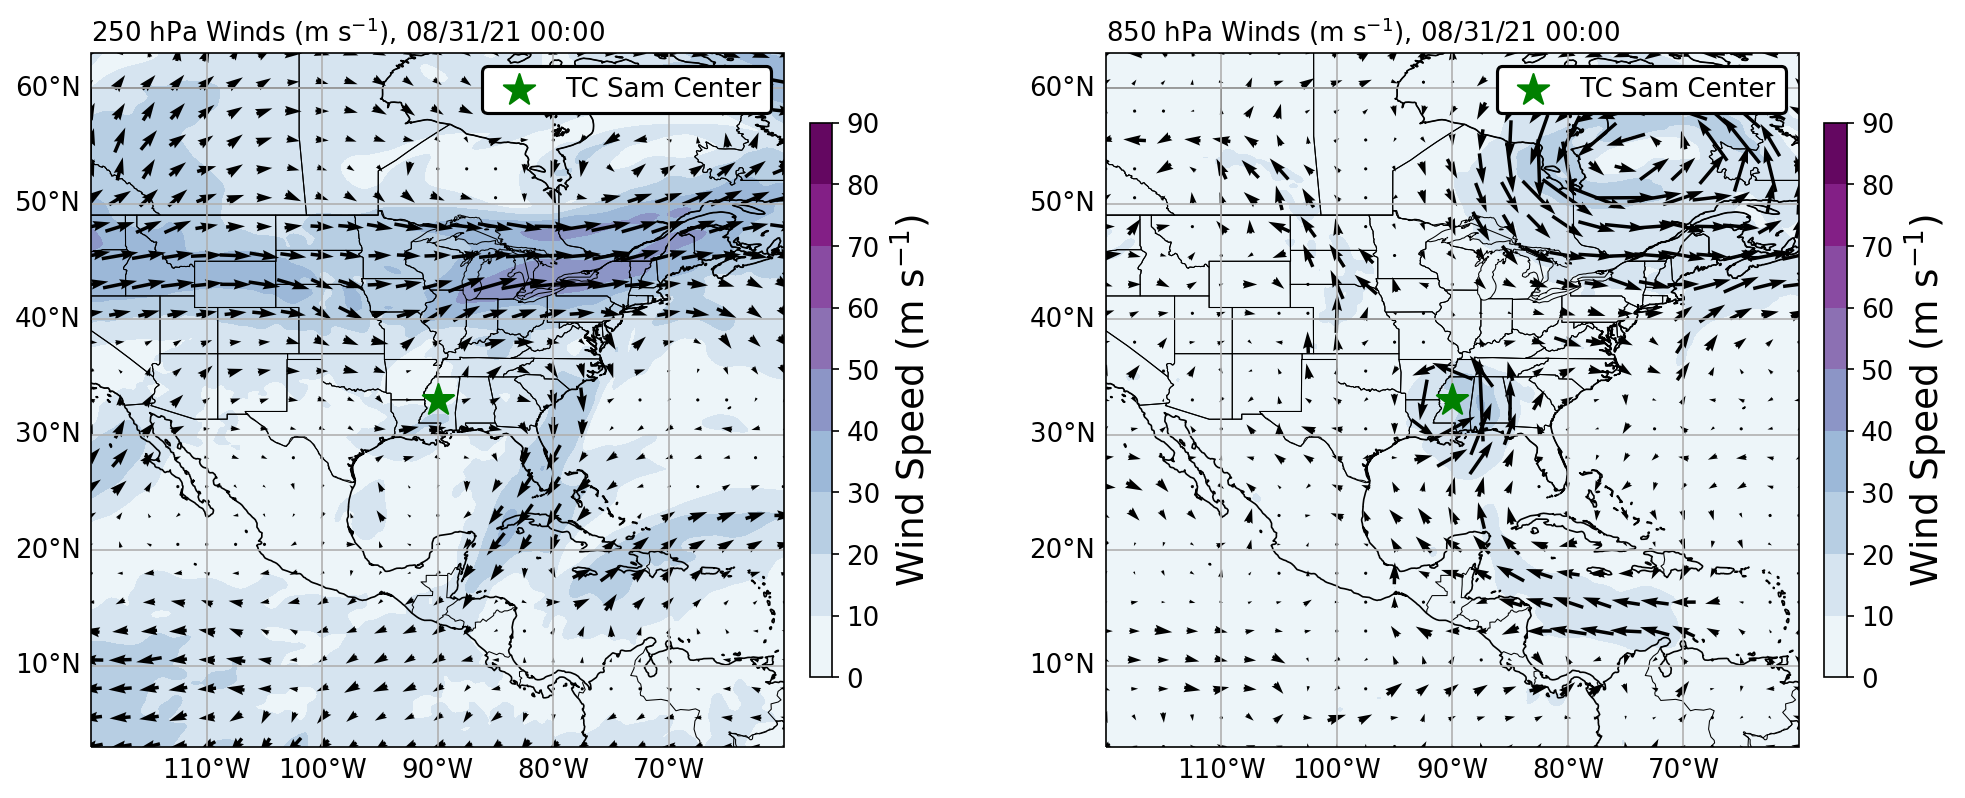 250 hPa Winds (m s⁻¹), 08/31/21 00:00
TC Sam Center
60°N
50°N
40°N
30°N
20°N
10°N
110°W 100°W 90°W 80°W 70°W
90
80
70
60
50
40
30
20
10
0
Wind Speed (m s⁻¹)
850 hPa Winds (m s⁻¹), 08/31/21 00:00
TC Sam Center
60°N
50°N
40°N
30°N
20°N
10°N
110°W 100°W 90°W 80°W 70°W
90
80
70
60
50
40
30
20
10
0
Wind Speed (m s⁻¹)